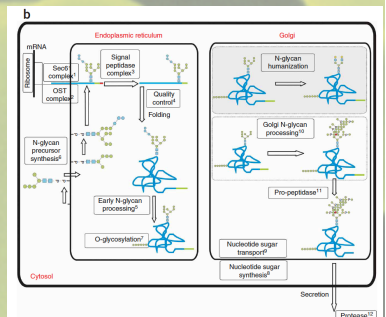 b
Endoplasmic reticulum
Golgi
mRNA
Ribosome
Sec61
complex¹
OST
complex²
Signal
peptidase
complex³
Quality
control⁴
Folding
N-glycan
precursor
synthesis⁶
Early N-glycan
processing⁵
O-glycosylation⁷
Cytosol
N-glycan
humanization
Golgi N-glycan
processing¹⁰
Pro-peptidase¹¹
Nucleotide sugar
transport⁹
Nucleotide sugar
synthesis⁸
Secretion
Protease¹²